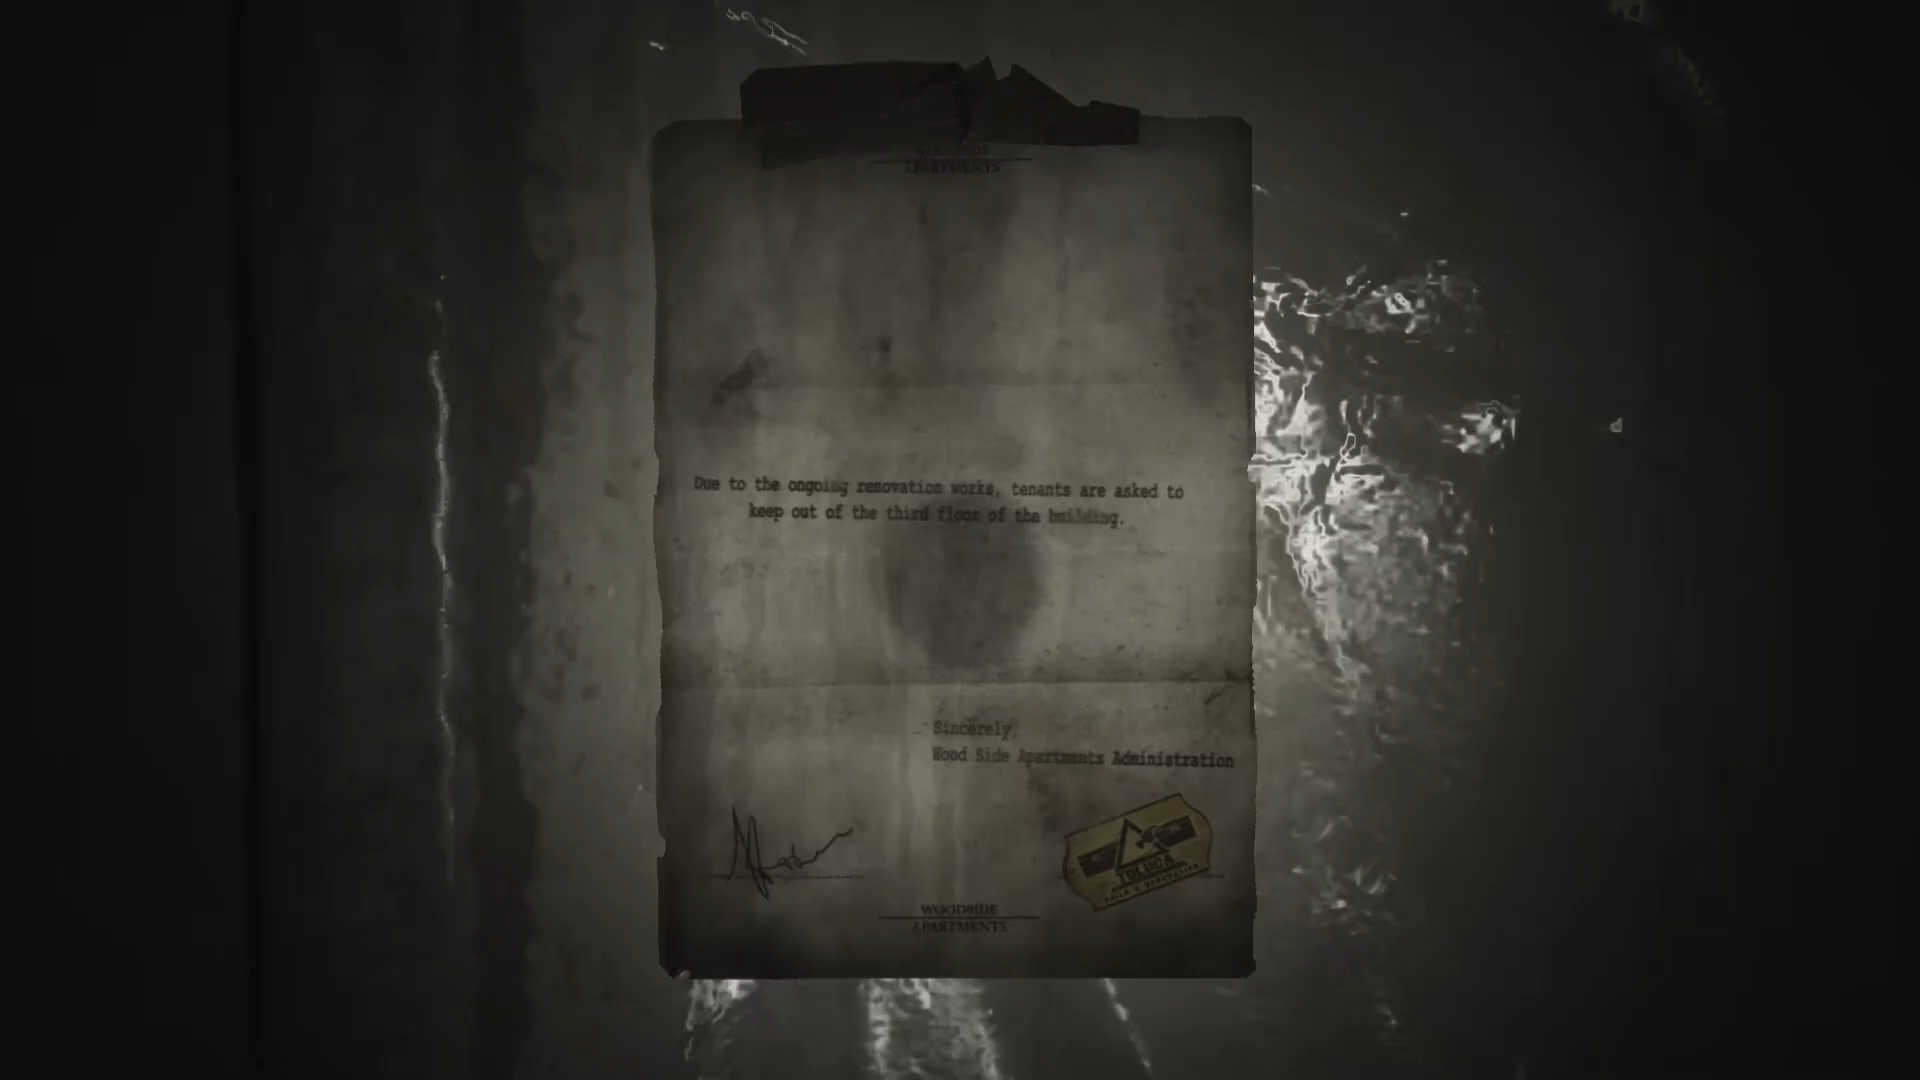 WOODSIDE
APARTMENTS
Due to the ongoing renovation works, tenants are asked to
keep out of the third floor of the building.
Sincerely,
Wood Side Apartments Administration
TOLUCA
WOODSIDE
APARTMENTS